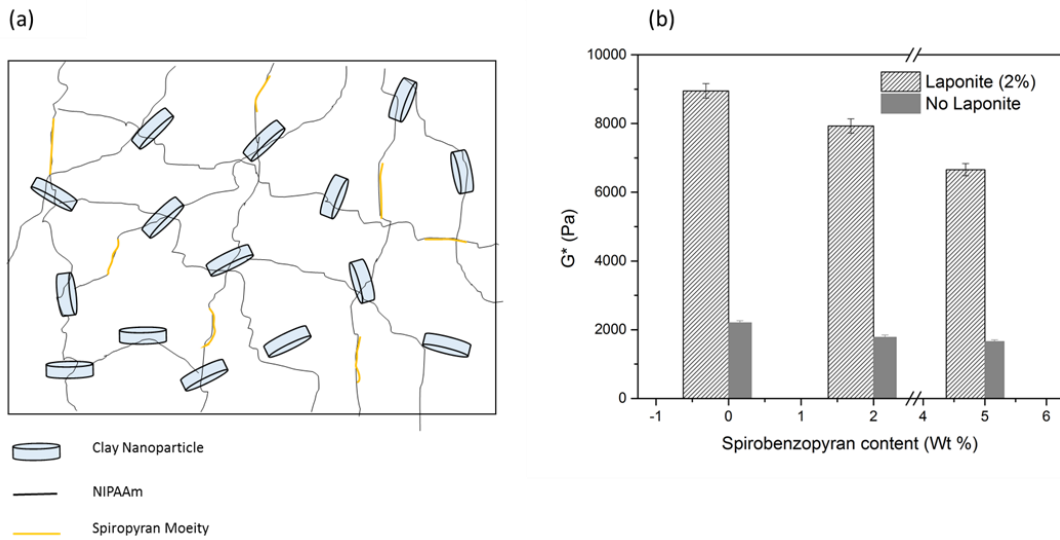 (a)
Clay Nanoparticle
NIPAAm
Spiropyran Moeity
(b)
10000
8000
6000
4000
2000
0
G* (Pa)
Laponite (2%)
No Laponite
-1 0 1 2 4 5 6
Spirobenzopyran content (Wt %)